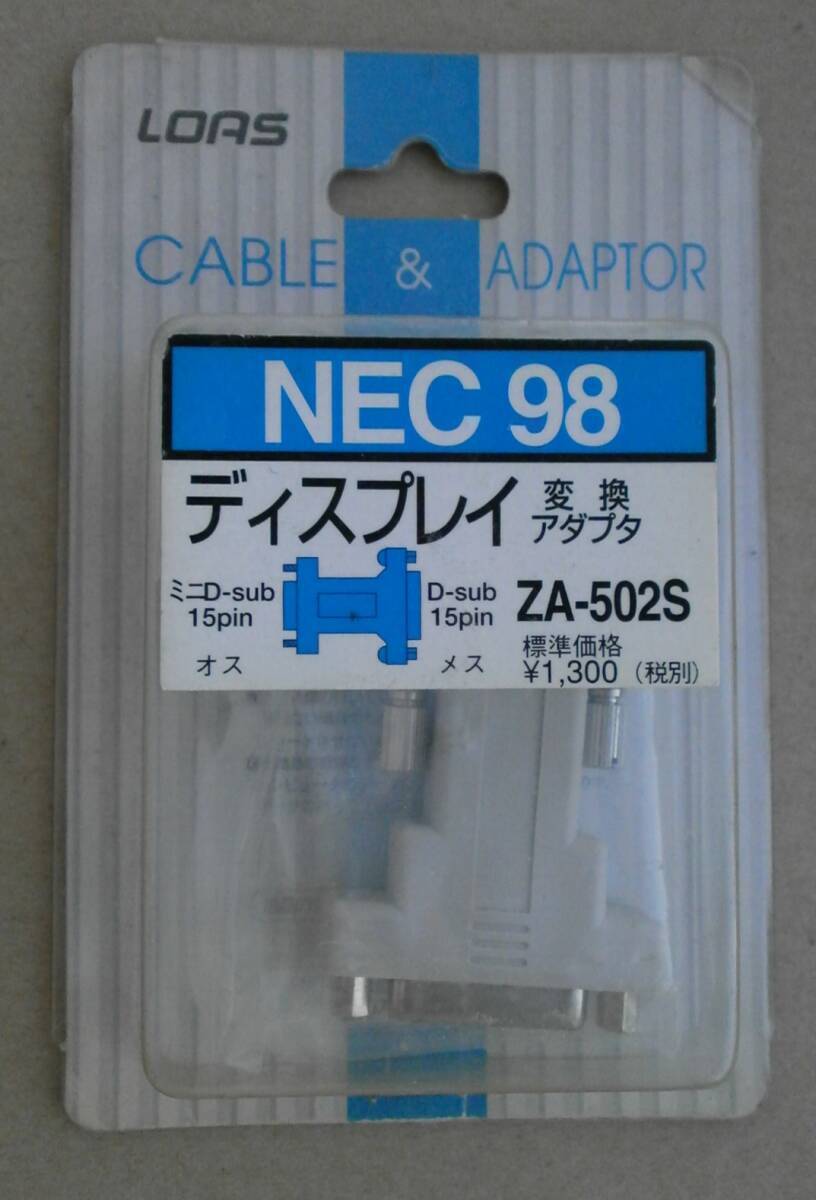 LOAS
CABLE & ADAPTOR
NEC 98
ディスプレイ 変換
アダプタ
ミニD-sub
15pin
オス
D-sub
15pin
メス
ZA-502S
標準価格
¥1,300（税別）